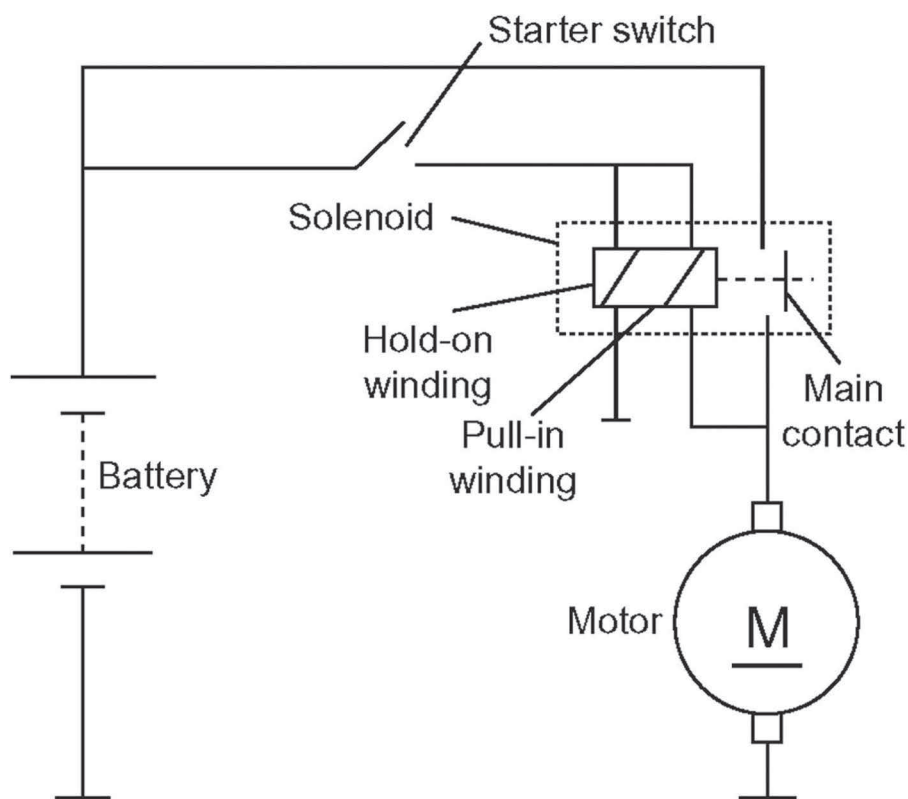 Starter switch
Solenoid
Hold-on
winding
Pull-in
winding
Main
contact
Battery
Motor
M